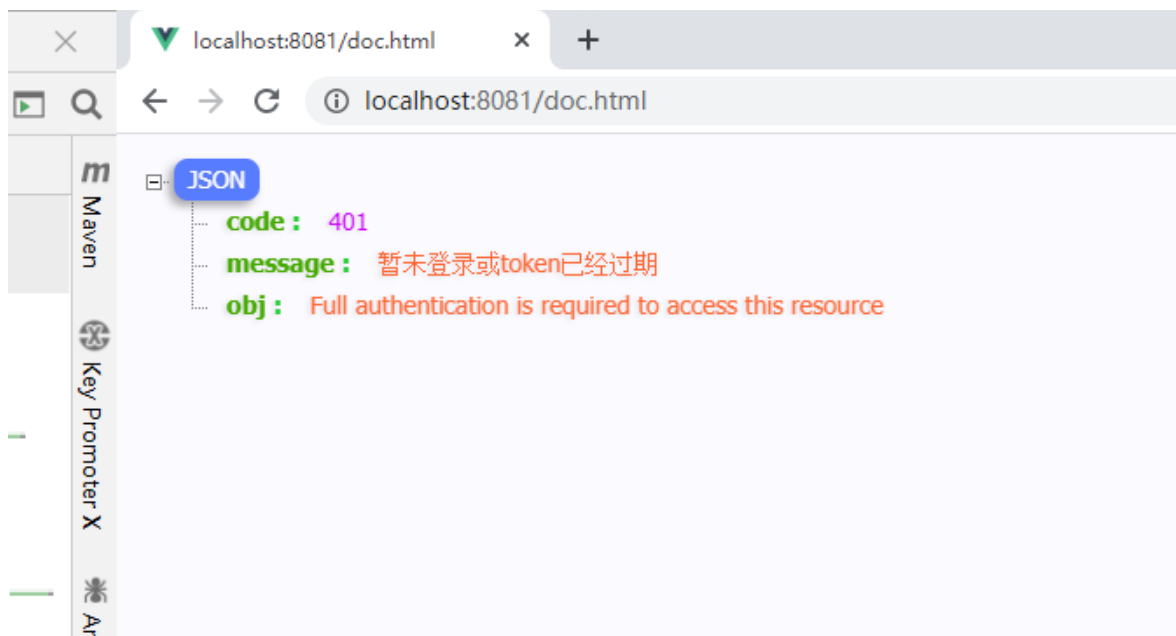 localhost:8081/doc.html
localhost:8081/doc.html
m
Maven
Key Promoter X
JSON
code : 401
message : 暂未登录或token已经过期
obj : Full authentication is required to access this resource